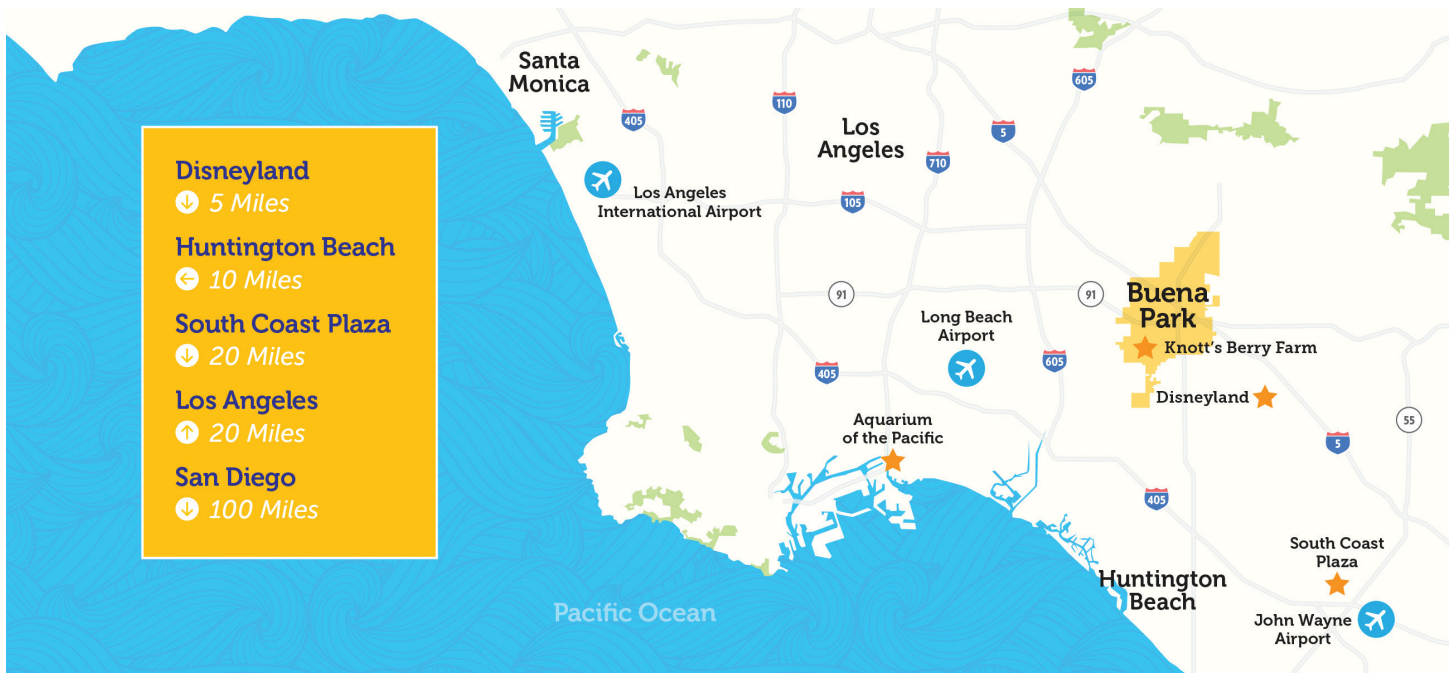 Disneyland
5 Miles
Huntington Beach
10 Miles
South Coast Plaza
20 Miles
Los Angeles
20 Miles
San Diego
100 Miles
Santa
Monica
405
110
605
5
Los
Angeles
710
Los Angeles
International Airport
105
91
91
Buena
Park
Long Beach
Airport
Knott's Berry Farm
405
605
Disneyland
Aquarium
of the Pacific
55
5
405
South Coast
Plaza
Huntington
Beach
Pacific Ocean
John Wayne
Airport